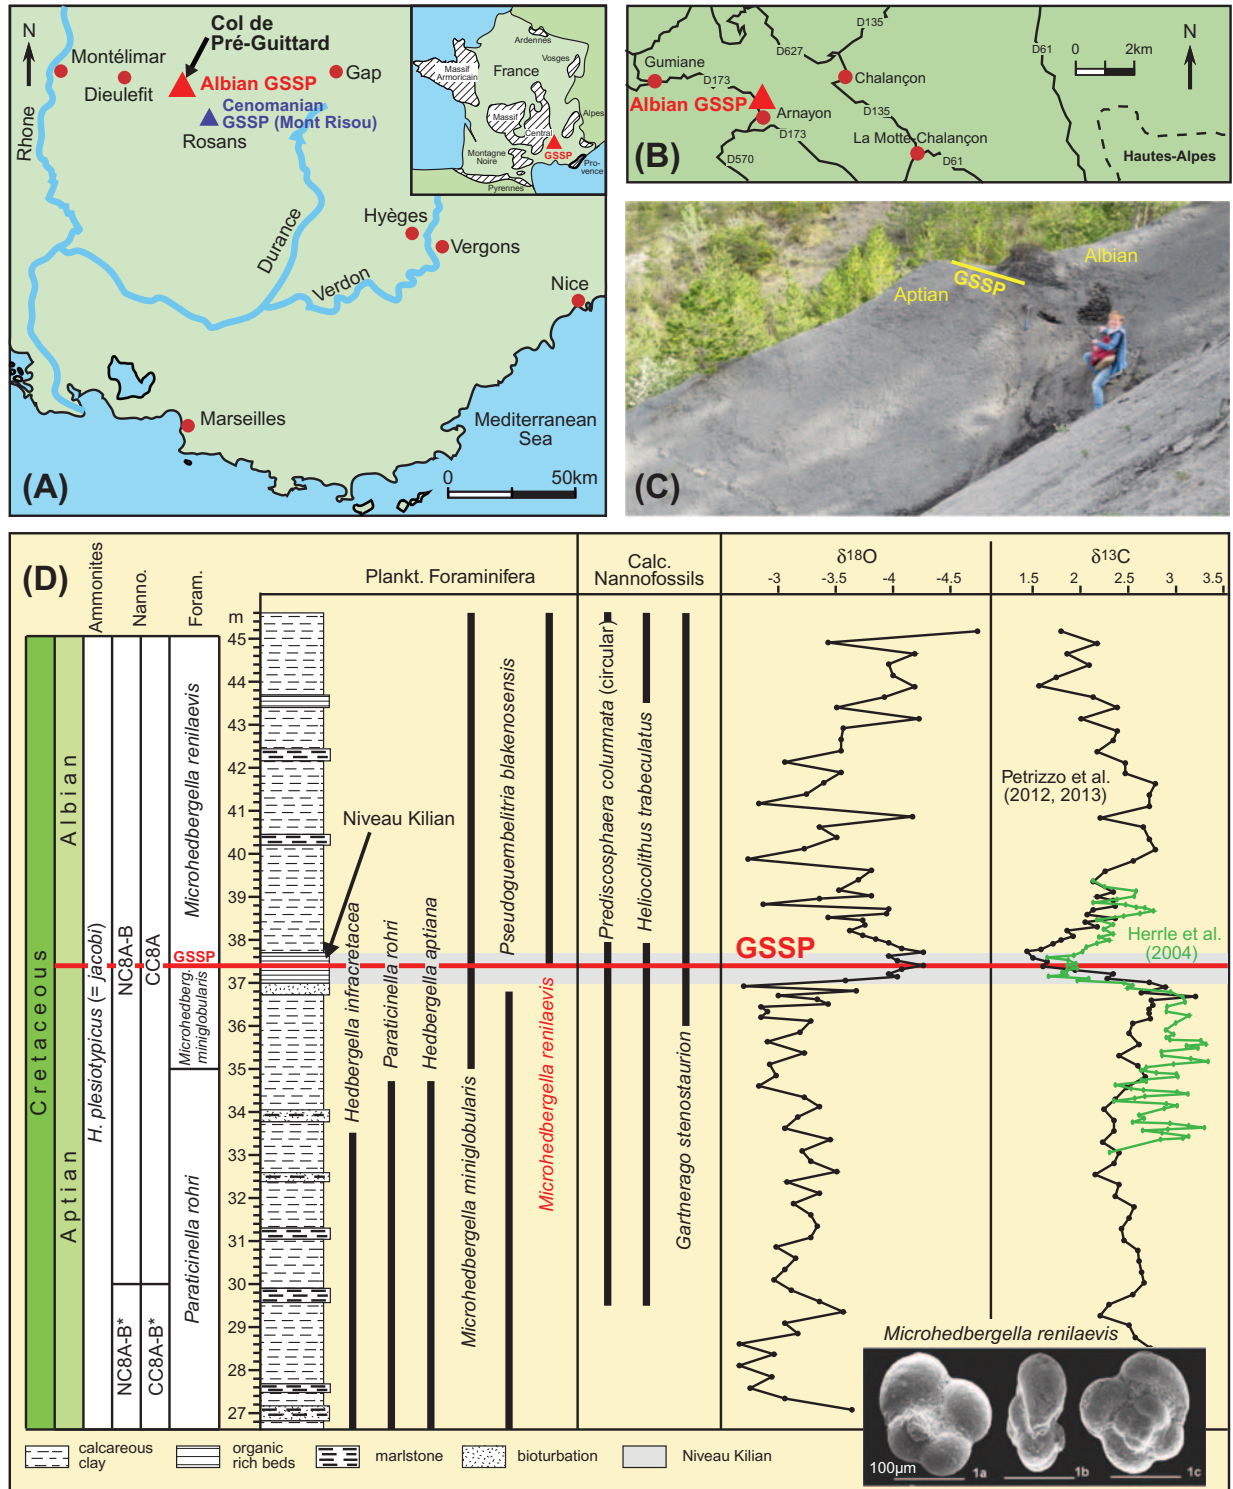 N
Col de
Pré-Guittard
Montélimar
Dieulefit
Albian GSSP
Gap
Cenomanian
GSSP (Mont Risou)
Rosans
Rhone
Durance
Verdon
Hyèges
Vergons
Nice
Marseilles
Mediterranean
Sea
0 50km
(A)
Ardennes
Vosges
Massif
Armoricain
France
Massif
Central
Alpes
GSSP
Montagne
Noire
Pro-
vence
Pyrennes
D135
D627
D61
0 2km
N
Gumiane
D173
Chalançon
Albian GSSP
Arnayon
D135
D173
La Motte-Chalançon
D570
D61
Hautes-Alpes
(B)
Albian
GSSP
Aptian
(C)
(D)
Ammonites
Nanno.
Foram.
Plankt. Foraminifera
Calc.
Nannofossils
δ18O
-3 -3.5 -4 -4.5
δ13C
1.5 2 2.5 3 3.5
m
45
44
43
42
41
40
39
38
37
36
35
34
33
32
31
30
29
28
27
Cretaceous
Albian
Aptian
H. plesiotypicus (= jacobi)
NC8A-B
CC8A
NC8A-B*
CC8A-B*
Microhedbergella renilaevis
GSSP
Microhedberg.
miniglobularis
Paraticinella rohri
Niveau Kilian
Hedbergella infracretacea
Paraticinella rohri
Hedbergella aptiana
Microhedbergella miniglobularis
Pseudoguembelitria blakenosensis
Microhedbergella renilaevis
Prediscosphaera columnata (circular)
Heliocolithus trabeculatus
Gartnerago stenostaurion
GSSP
Petrizzo et al.
(2012, 2013)
Herrle et al.
(2004)
Microhedbergella renilaevis
100µm
1a
1b
1c
calcareous
clay
organic
rich beds
marlstone
bioturbation
Niveau Kilian